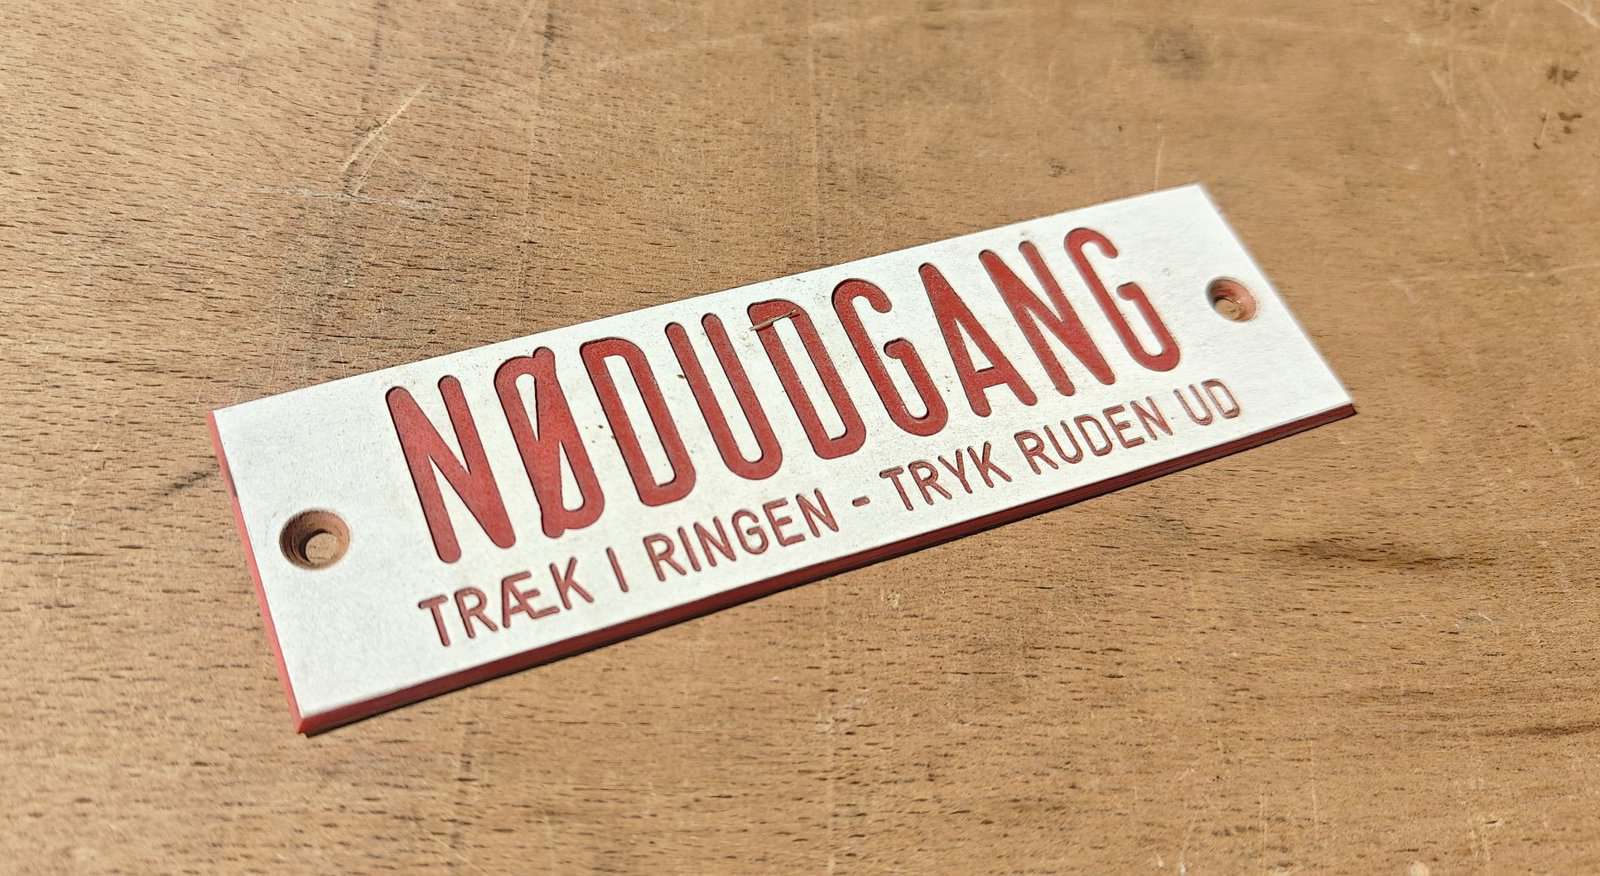 NØDUDGANG
TRÆK I RINGEN - TRYK RUDEN UD